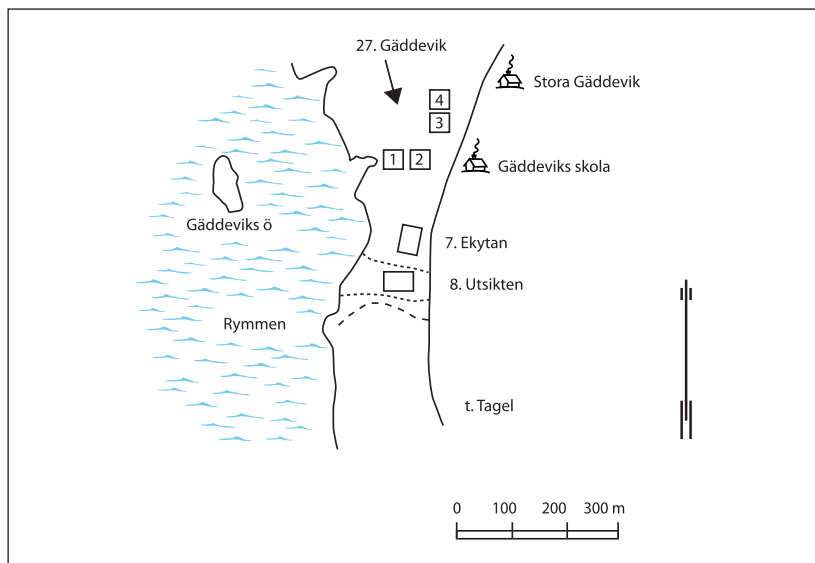 27. Gäddevik
Stora Gäddevik
4
3
1 2
Gäddeviks skola
Gäddeviks ö
7. Ekytan
8. Utsikten
Rymmen
t. Tagel
0 100 200 300 m